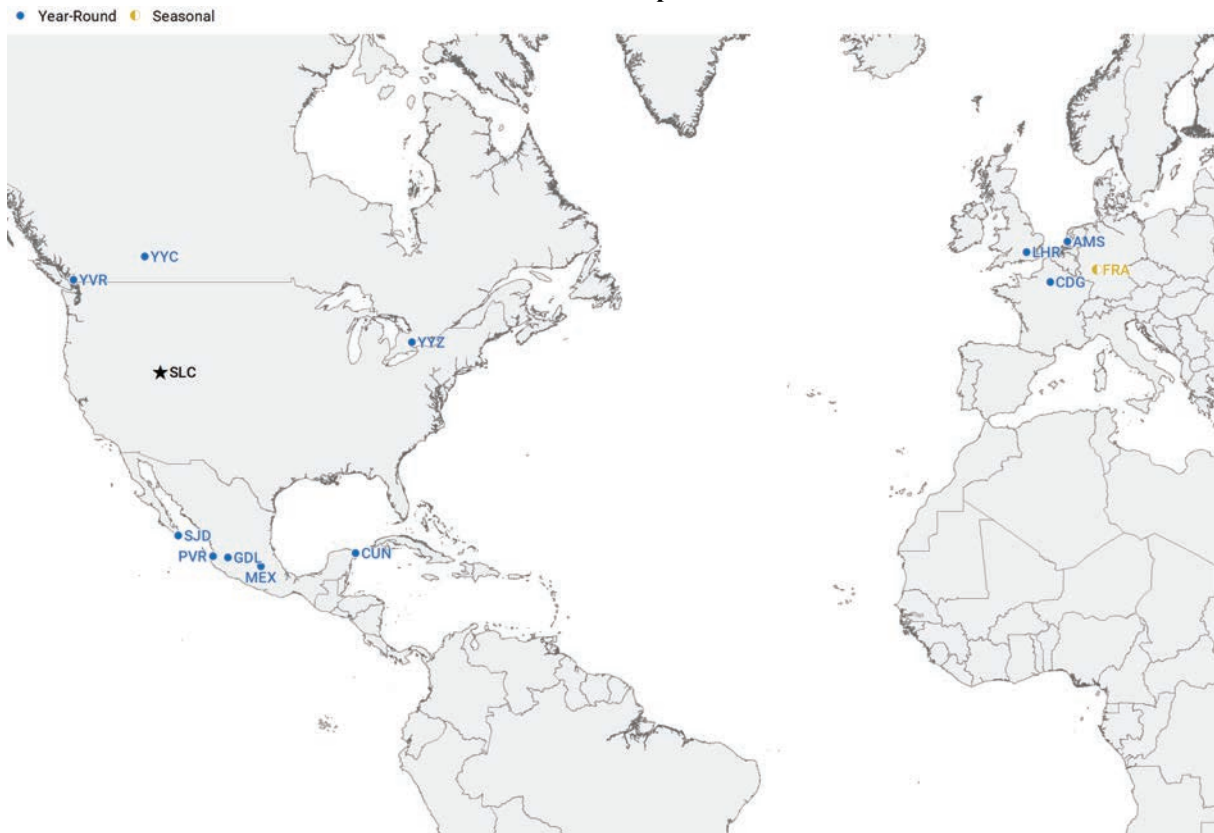 Year-Round Seasonal
YYC
YVR
YYZ
SLC
LHR
AMS
FRA
CDG
SJD
PVR
GDL
MEX
CUN